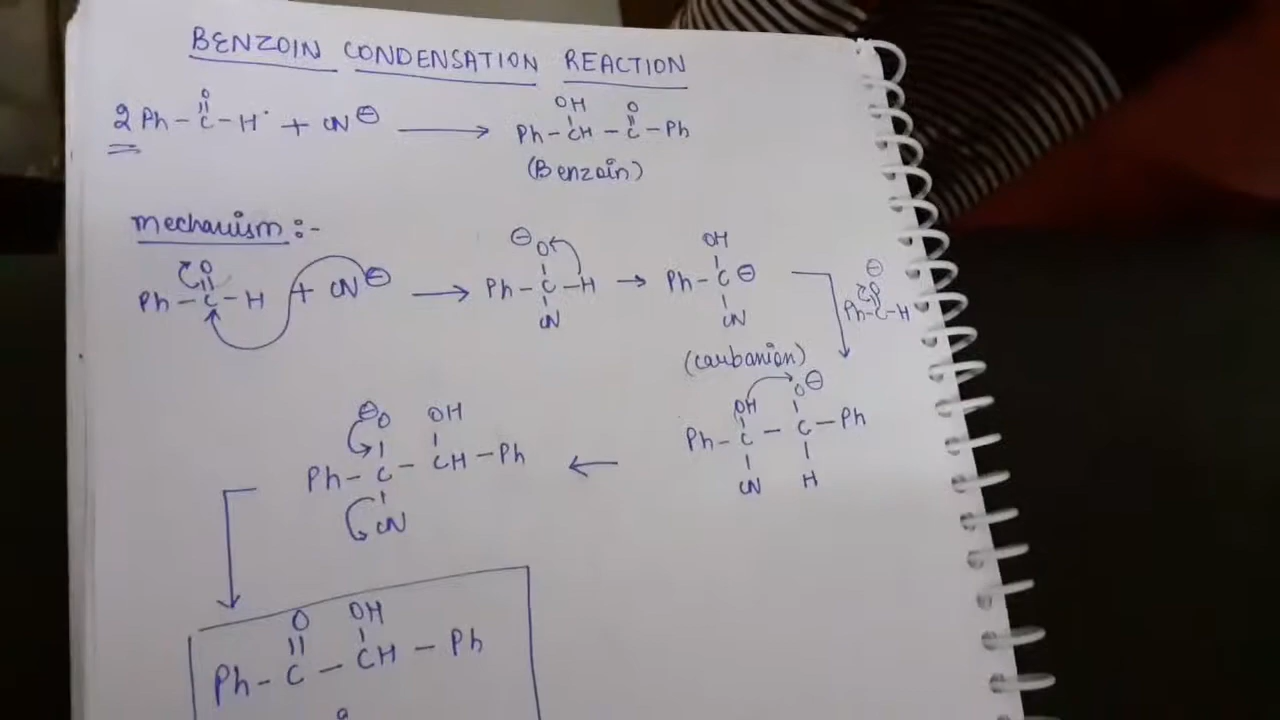 BENZOIN CONDENSATION REACTION
O OH O
2 Ph-C-H + CN⊖ → Ph-CH-C-Ph
(Benzoin)
mechanism:-
O ⊖O OH ⊖O
Ph-C-H + CN⊖ → Ph-C-H → Ph-C⊖ Ph-C-H
CN CN
(carbanion)
⊖O OH OH O⊖
Ph-C-CH-Ph ← Ph-C-C-Ph
CN CN H
O OH
Ph-C-CH-Ph